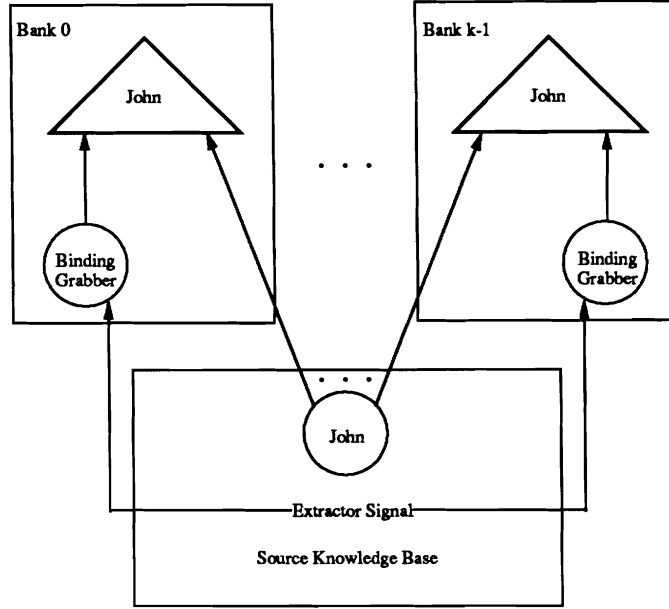 Bank 0
Bank k-1
John
John
. . .
Binding
Grabber
Binding
Grabber
. . .
John
Extractor Signal
Source Knowledge Base